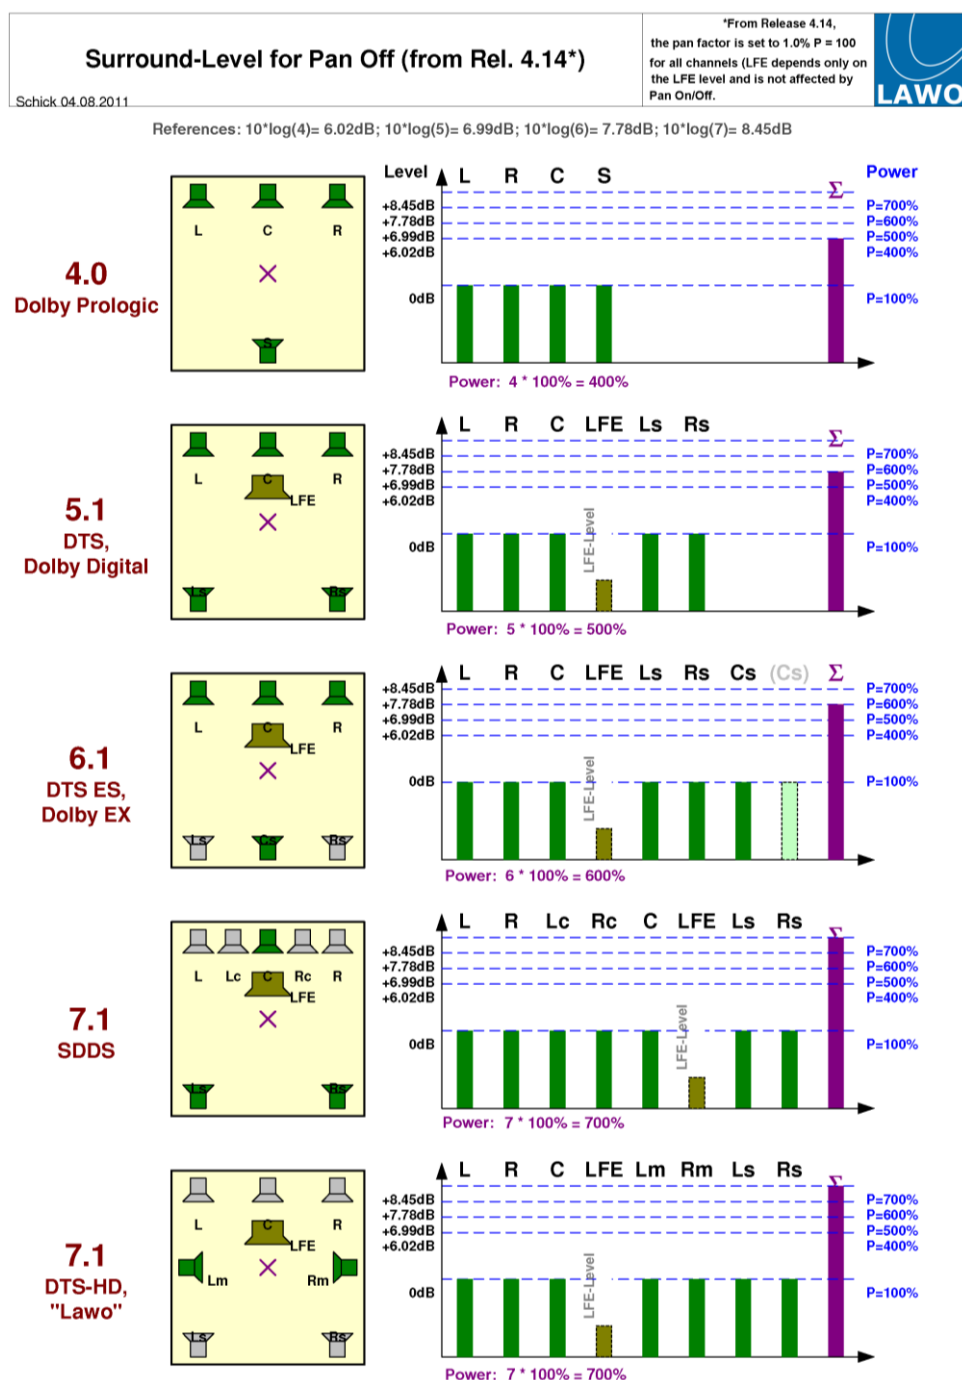 Surround-Level for Pan Off (from Rel. 4.14*)
Schick 04.08.2011
*From Release 4.14,
the pan factor is set to 1.0% P = 100
for all channels (LFE depends only on
the LFE level and is not affected by
Pan On/Off.
LAWO
References: 10*log(4)= 6.02dB; 10*log(5)= 6.99dB; 10*log(6)= 7.78dB; 10*log(7)= 8.45dB
4.0
Dolby Prologic
L C R
S
Level L R C S Σ Power
+8.45dB P=700%
+7.78dB P=600%
+6.99dB P=500%
+6.02dB P=400%
0dB P=100%
Power: 4 * 100% = 400%
5.1
DTS,
Dolby Digital
L C R
LFE
Ls Rs
L R C LFE Ls Rs Σ
+8.45dB P=700%
+7.78dB P=600%
+6.99dB P=500%
+6.02dB P=400%
LFE-Level
0dB P=100%
Power: 5 * 100% = 500%
6.1
DTS ES,
Dolby EX
L C R
LFE
Ls Cs Rs
L R C LFE Ls Rs Cs (Cs) Σ
+8.45dB P=700%
+7.78dB P=600%
+6.99dB P=500%
+6.02dB P=400%
LFE-Level
0dB P=100%
Power: 6 * 100% = 600%
7.1
SDDS
L Lc C Rc R
LFE
Ls Rs
L R Lc Rc C LFE Ls Rs Σ
+8.45dB P=700%
+7.78dB P=600%
+6.99dB P=500%
+6.02dB P=400%
LFE-Level
0dB P=100%
Power: 7 * 100% = 700%
7.1
DTS-HD,
"Lawo"
L C R
LFE
Lm Rm
Ls Rs
L R C LFE Lm Rm Ls Rs Σ
+8.45dB P=700%
+7.78dB P=600%
+6.99dB P=500%
+6.02dB P=400%
LFE-Level
0dB P=100%
Power: 7 * 100% = 700%